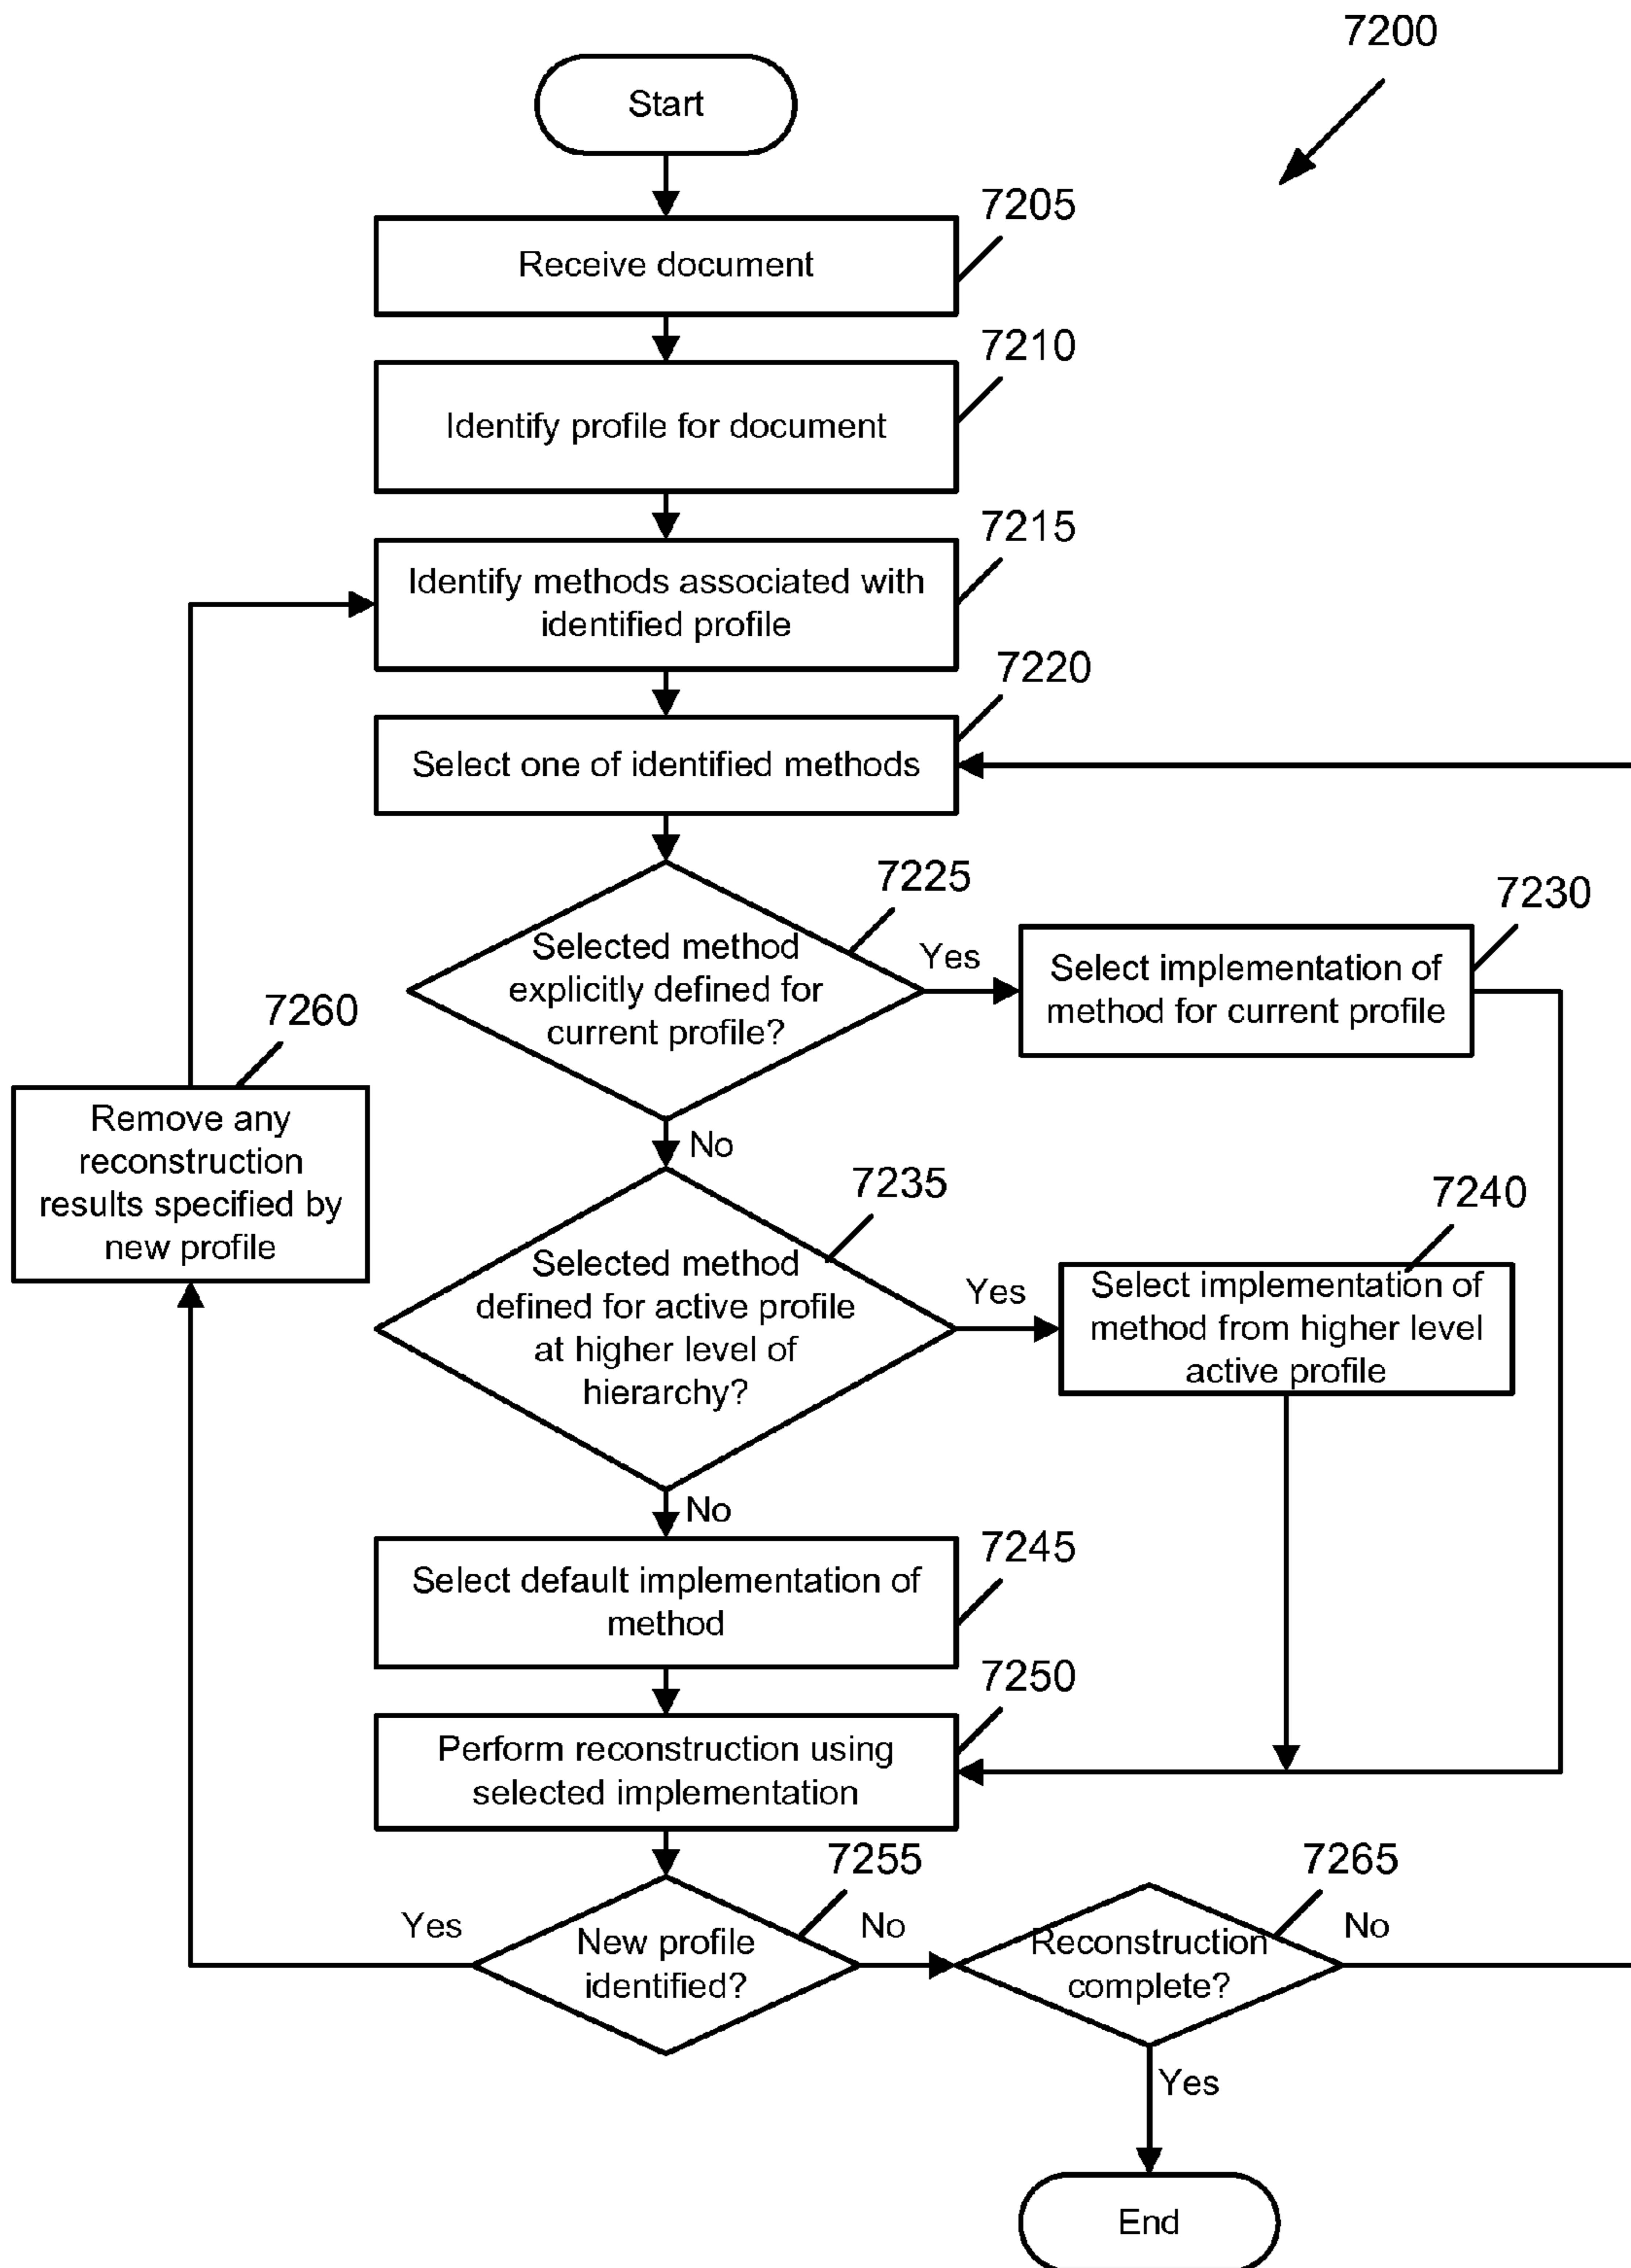 7200
Start
7205
Receive document
7210
Identify profile for document
7215
Identify methods associated with
identified profile
7220
Select one of identified methods
7225
Selected method
explicitly defined for
current profile?
Yes
7230
Select implementation of
method for current profile
No
7260
Remove any
reconstruction
results specified by
new profile
7235
Selected method
defined for active profile
at higher level of
hierarchy?
Yes
7240
Select implementation of
method from higher level
active profile
No
7245
Select default implementation of
method
7250
Perform reconstruction using
selected implementation
7255
New profile
identified?
Yes
No
7265
Reconstruction
complete?
No
Yes
End